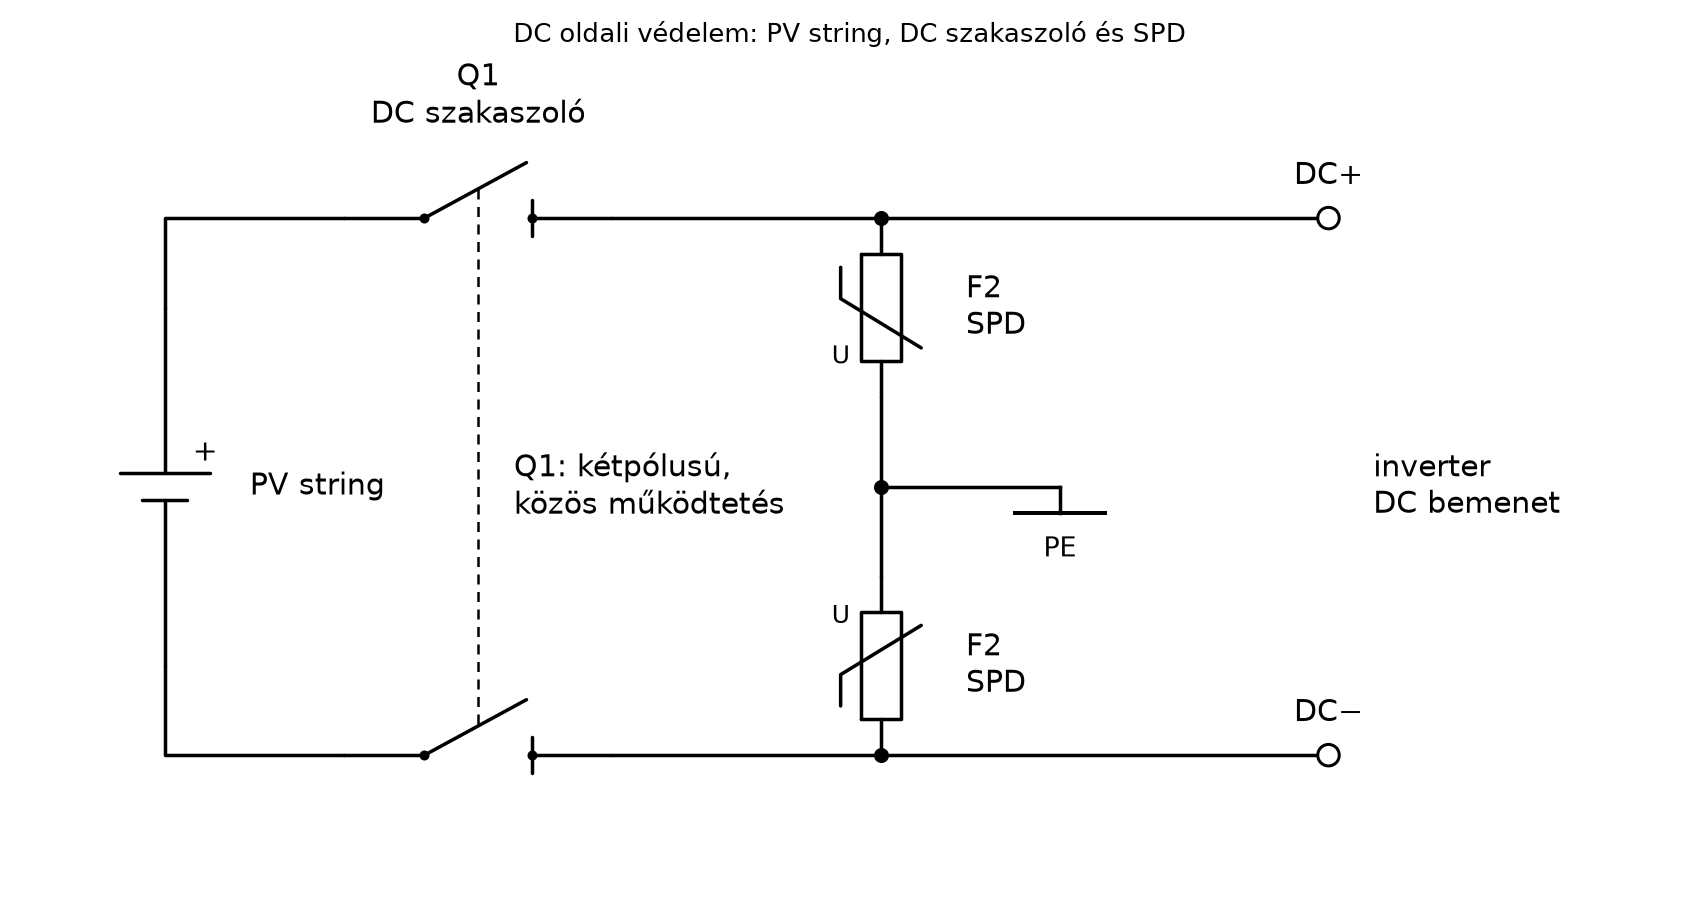 DC oldali védelem: PV string, DC szakaszoló és SPD
Q1
DC szakaszoló
DC+
F2
SPD
U
+
PV string
Q1: kétpólusú,
közös működtetés
inverter
DC bemenet
PE
U
F2
SPD
DC−